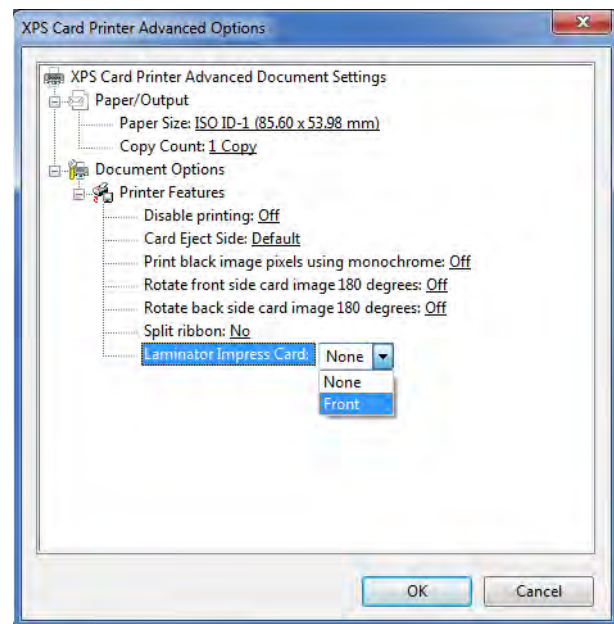 XPS Card Printer Advanced Options
XPS Card Printer Advanced Document Settings
Paper/Output
Paper Size: ISO ID-1 (85.60 x 53.98 mm)
Copy Count: 1 Copy
Document Options
Printer Features
Disable printing: Off
Card Eject Side: Default
Print black image pixels using monochrome: Off
Rotate front side card image 180 degrees: Off
Rotate back side card image 180 degrees: Off
Split ribbon: No
Laminator Impress Card: None
None
Front
OK Cancel